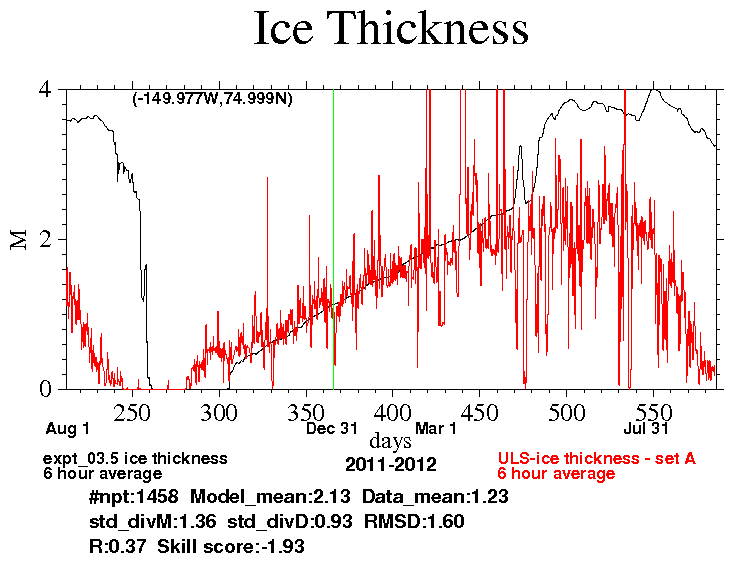 Ice Thickness
(-149.977W,74.999N)
4
2
0
M
250 300 350 400 450 500 550
Aug 1 Dec 31 Mar 1 Jul 31
days
expt_03.5 ice thickness 2011-2012 ULS-ice thickness - set A
6 hour average 6 hour average
#npt:1458 Model_mean:2.13 Data_mean:1.23
std_divM:1.36 std_divD:0.93 RMSD:1.60
R:0.37 Skill score:-1.93